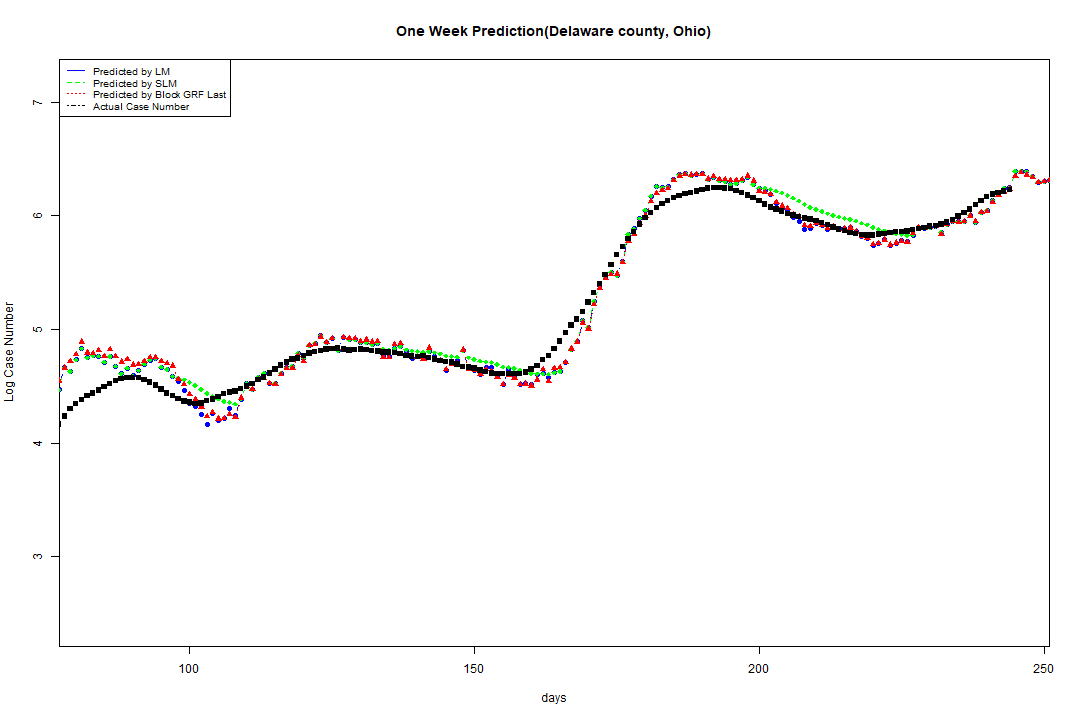 One Week Prediction(Delaware county, Ohio)
Predicted by LM
Predicted by SLM
Predicted by Block GRF Last
Actual Case Number
7
6
5
4
3
Log Case Number
100
150
200
250
days